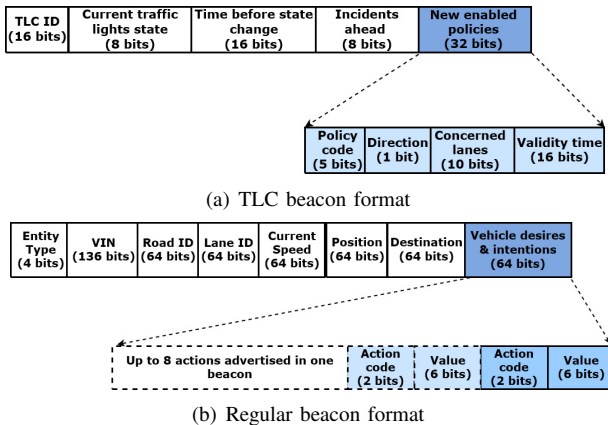 TLC ID
(16 bits)
Current traffic
lights state
(8 bits)
Time before state
change
(16 bits)
Incidents
ahead
(8 bits)
New enabled
policies
(32 bits)
Policy
code
(5 bits)
Direction
(1 bit)
Concerned
lanes
(10 bits)
Validity time
(16 bits)
(a) TLC beacon format
Entity
Type
(4 bits)
VIN
(136 bits)
Road ID
(64 bits)
Lane ID
(64 bits)
Current
Speed
(64 bits)
Position
(64 bits)
Destination
(64 bits)
Vehicle desires
& intentions
(64 bits)
Up to 8 actions advertised in one
beacon
Action
code
(2 bits)
Value
(6 bits)
Action
code
(2 bits)
Value
(6 bits)
(b) Regular beacon format